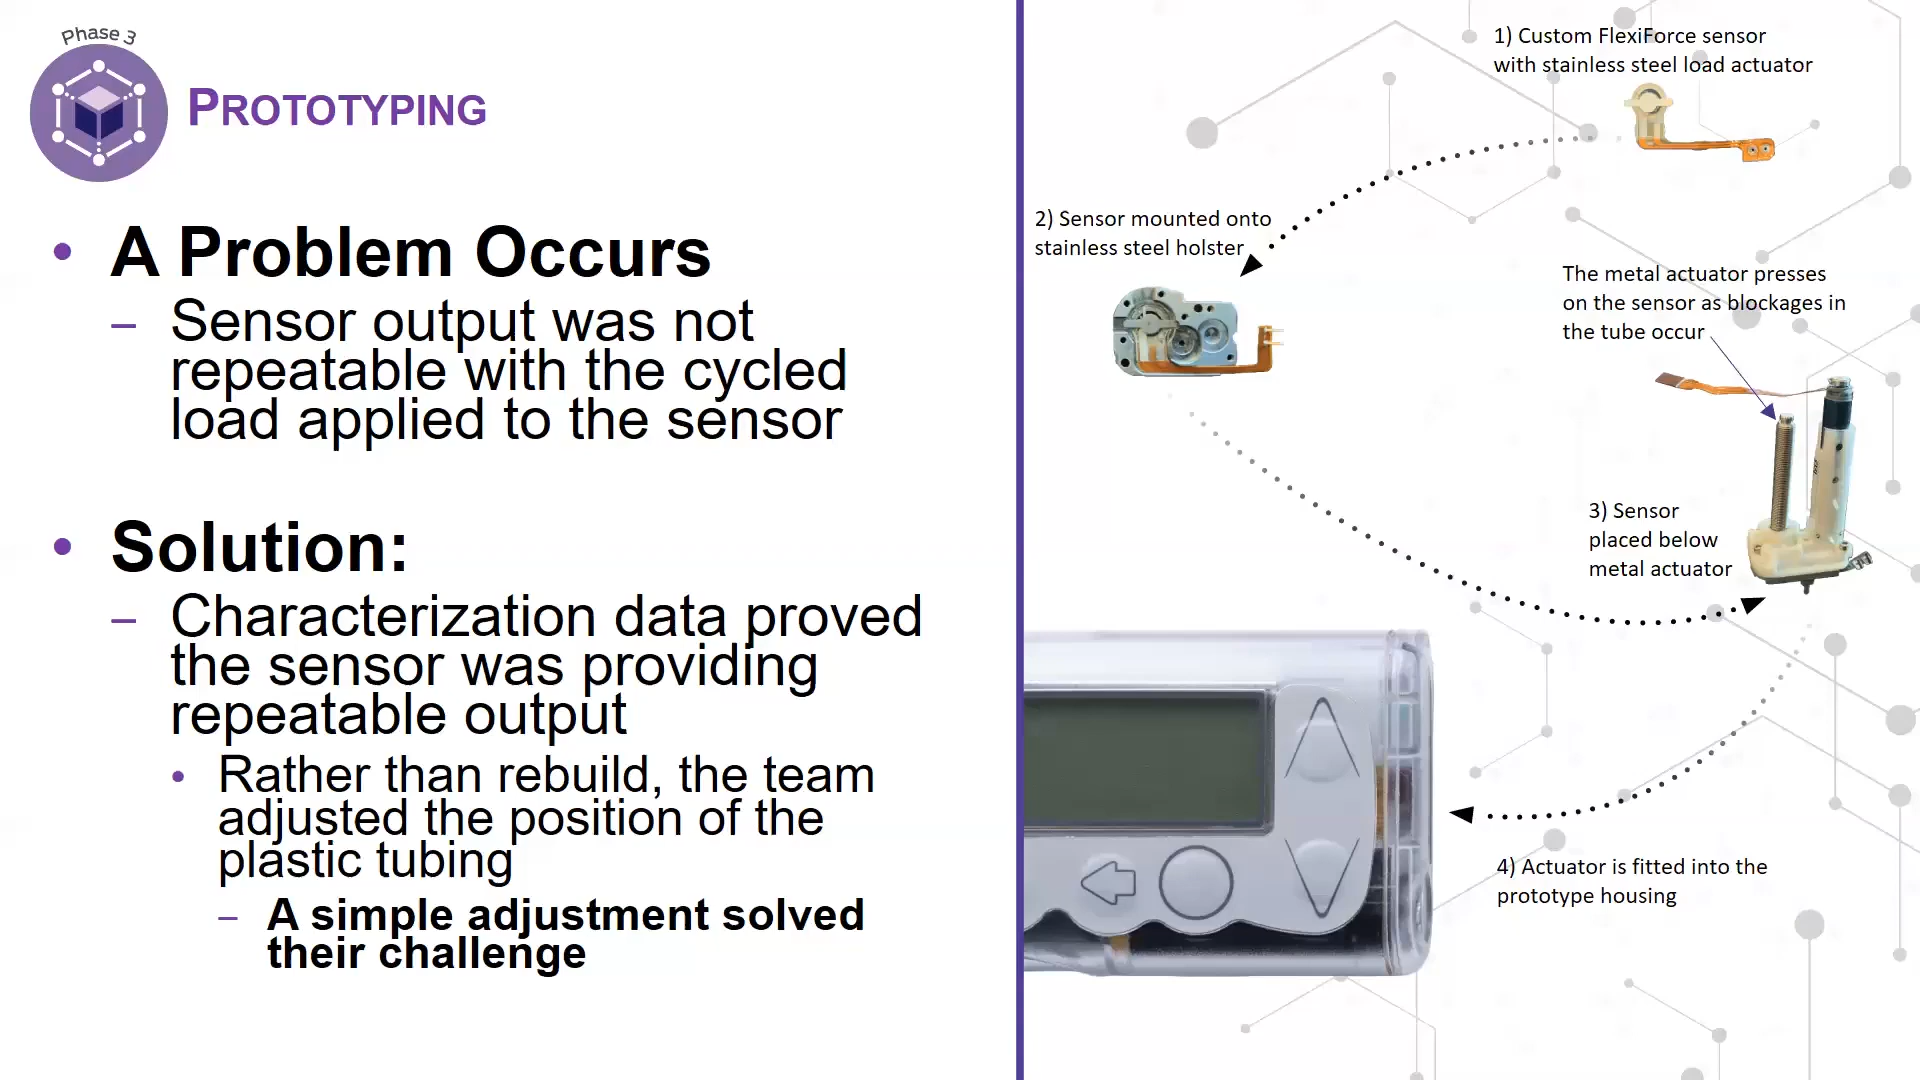 Phase 3
PROTOTYPING
• A Problem Occurs
– Sensor output was not
repeatable with the cycled
load applied to the sensor
• Solution:
– Characterization data proved
the sensor was providing
repeatable output
• Rather than rebuild, the team
adjusted the position of the
plastic tubing
– A simple adjustment solved
their challenge
1) Custom FlexiForce sensor
with stainless steel load actuator
2) Sensor mounted onto
stainless steel holster
The metal actuator presses
on the sensor as blockages in
the tube occur
3) Sensor
placed below
metal actuator
4) Actuator is fitted into the
prototype housing